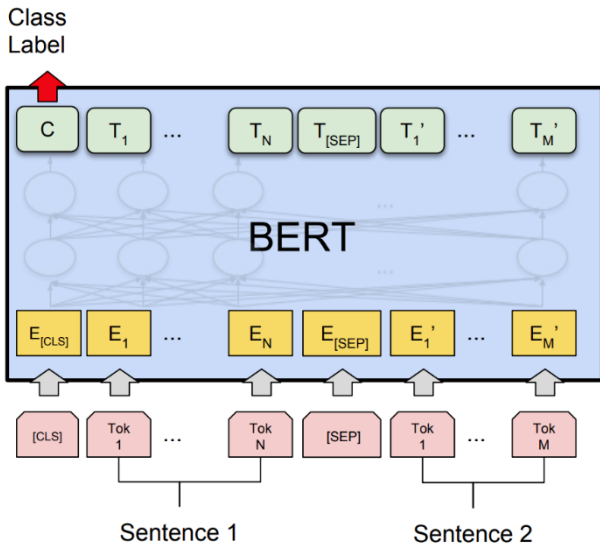 Class
Label
C T1 ... TN T[SEP] T1' ... TM'
...
BERT
...
E[CLS] E1 ... EN E[SEP] E1' ... EM'
[CLS] Tok 1 ... Tok N [SEP] Tok 1 ... Tok M
Sentence 1 Sentence 2